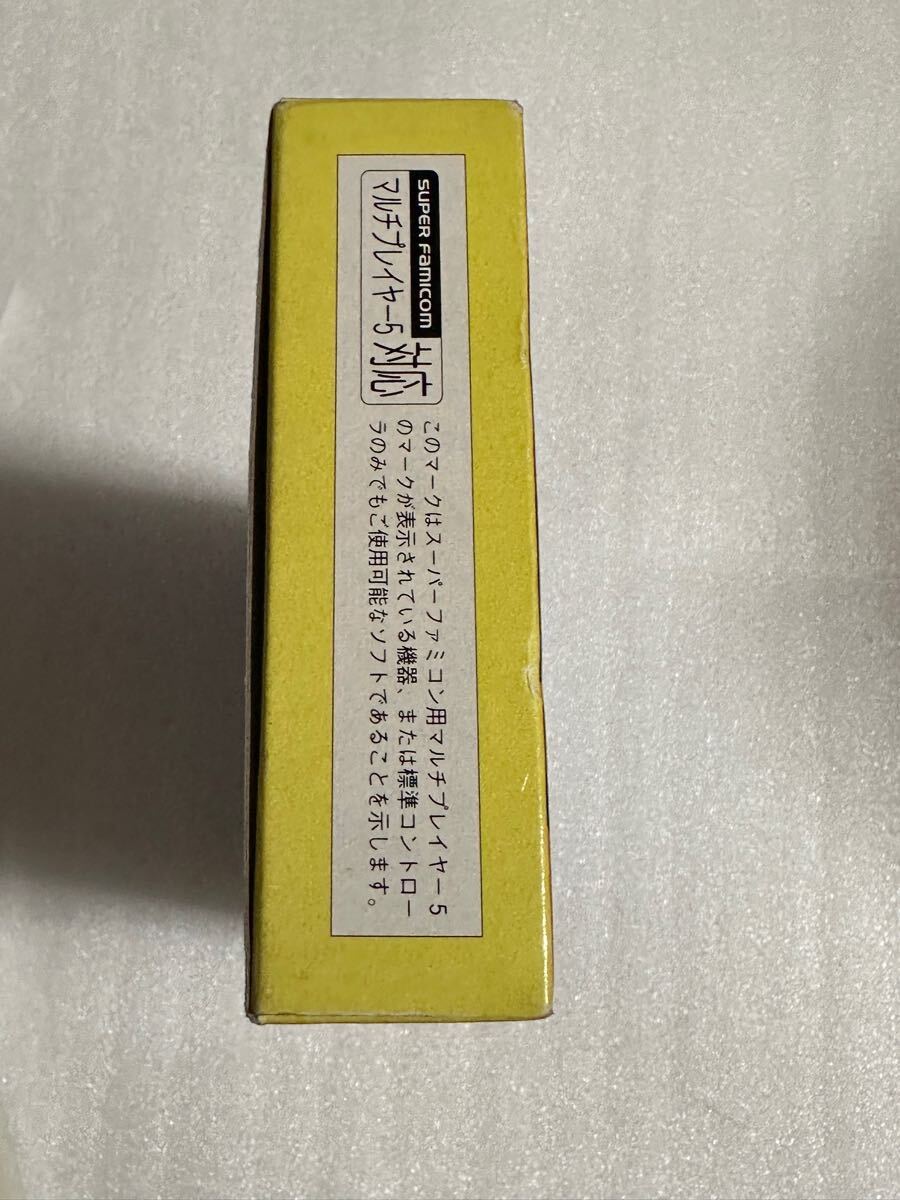 SUPER FAMICOM
マルチプレイヤー5対応
このマークはスーパーファミコン用マルチプレイヤー5
のマークが表示されている機器、または標準コントロー
ラのみでもご使用可能なソフトであることを示します。